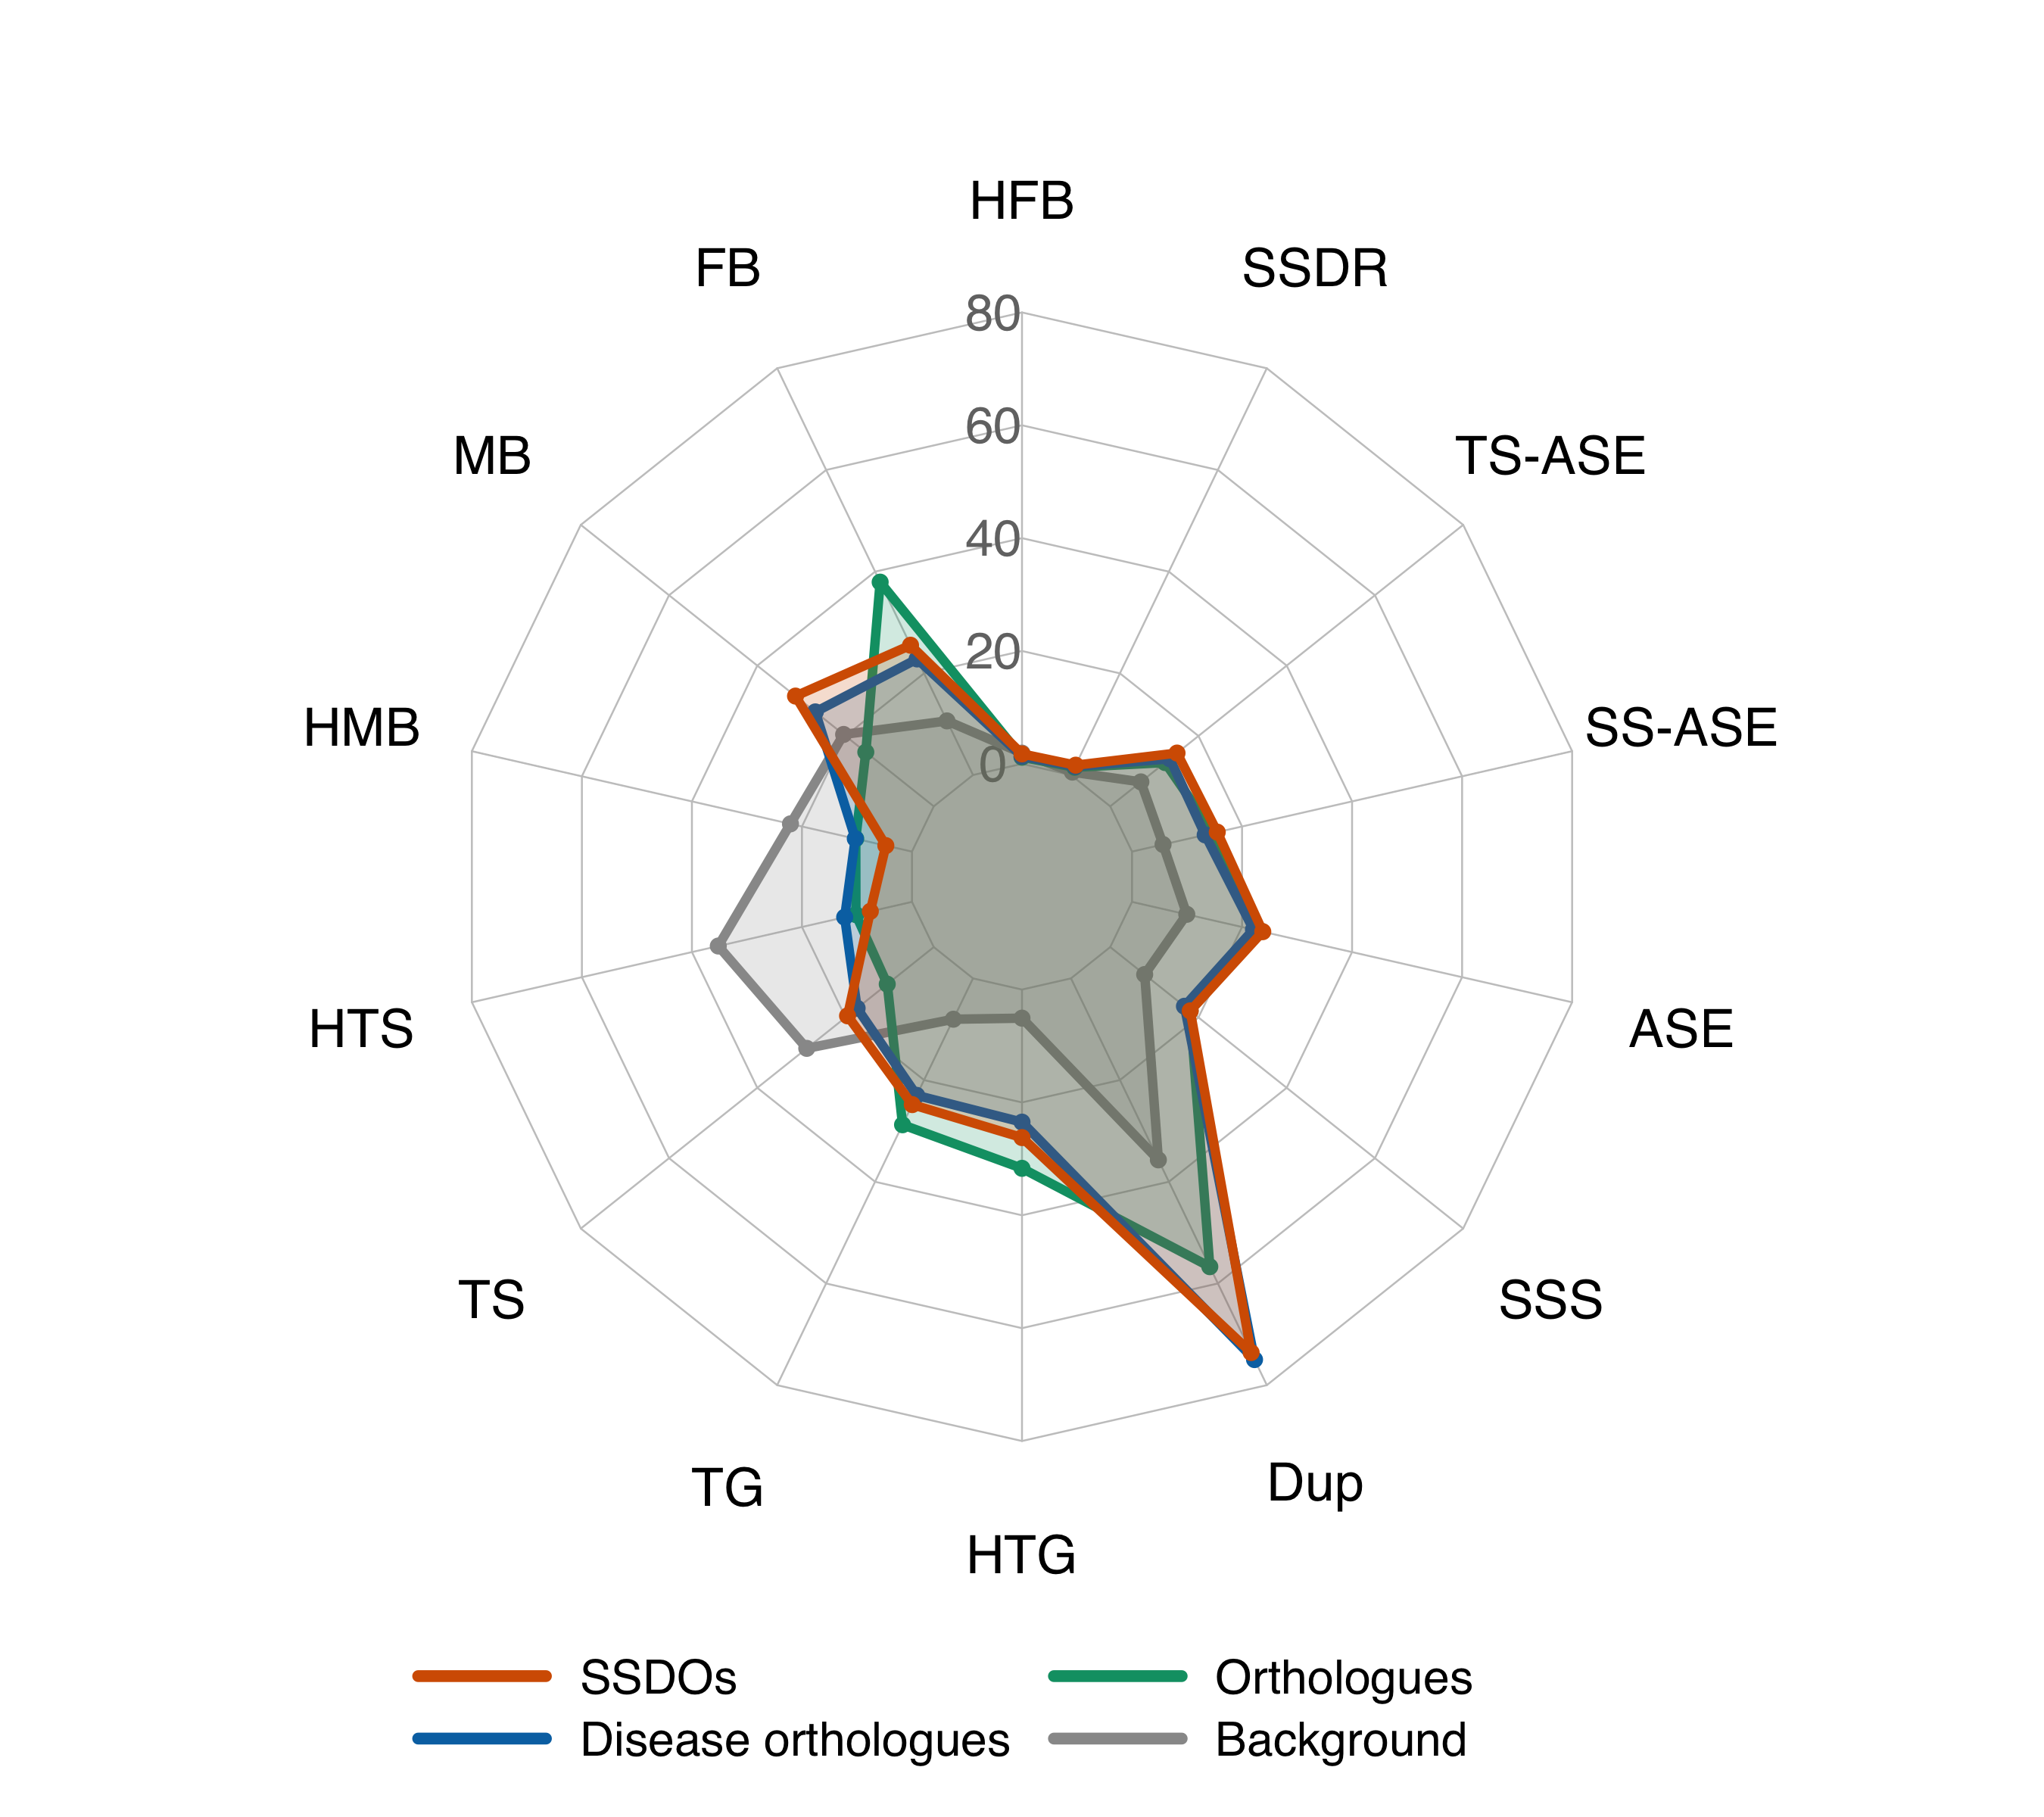 HFB
FB
SSDR
80
MB
60
TS-ASE
40
20
HMB
SS-ASE
0
HTS
ASE
TS
SSS
TG
Dup
HTG
SSDOs
Orthologues
Disease orthologues
Background